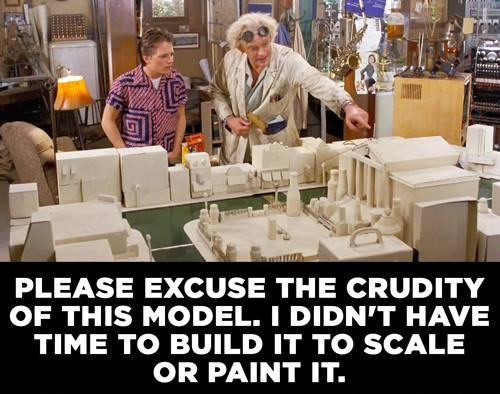 PLEASE EXCUSE THE CRUDITY
OF THIS MODEL. I DIDN'T HAVE
TIME TO BUILD IT TO SCALE
OR PAINT IT.